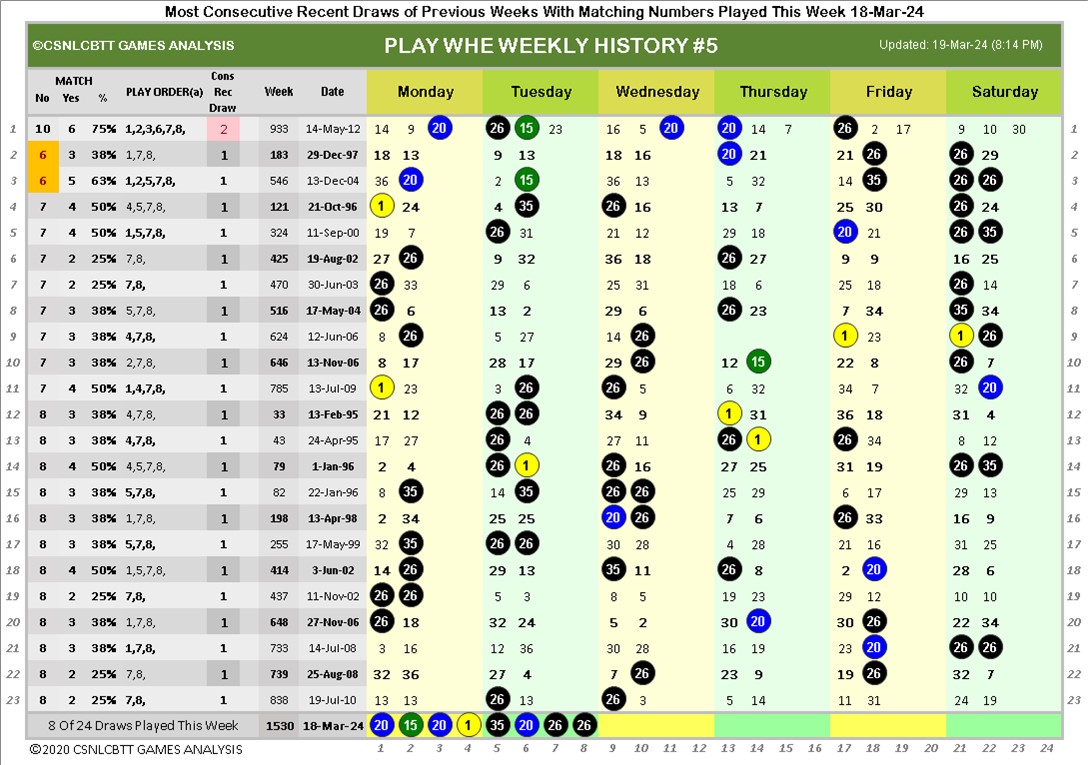 Most Consecutive Recent Draws of Previous Weeks With Matching Numbers Played This Week 18-Mar-24
©CSNLCBTT GAMES ANALYSIS PLAY WHE WEEKLY HISTORY #5 Updated: 19-Mar-24 (8:14 PM)
No MATCH Yes % PLAY ORDER(a) Cons Rec Draw Week Date Monday Tuesday Wednesday Thursday Friday Saturday
1 10 6 75% 1,2,3,6,7,8, 2 933 14-May-12 14 9 20 26 15 23 16 5 20 20 14 7 26 2 17 9 10 30 1
2 6 3 38% 1,7,8, 1 183 29-Dec-97 18 13 9 13 18 16 20 21 21 26 26 29 2
3 6 5 63% 1,2,5,7,8, 1 546 13-Dec-04 36 20 2 15 36 13 5 32 14 35 26 26 3
4 7 4 50% 4,5,7,8, 1 121 21-Oct-96 1 24 4 35 26 16 13 7 25 30 26 24 4
5 7 4 50% 1,5,7,8, 1 324 11-Sep-00 19 7 26 31 21 12 29 18 20 21 26 35 5
6 7 2 25% 7,8, 1 425 19-Aug-02 27 26 9 32 36 18 26 27 9 9 16 25 6
7 7 2 25% 7,8, 1 470 30-Jun-03 26 33 29 6 25 31 18 6 25 18 26 14 7
8 7 3 38% 5,7,8, 1 516 17-May-04 26 6 13 2 29 6 26 23 7 34 35 34 8
9 7 3 38% 4,7,8, 1 624 12-Jun-06 8 26 5 27 14 26 1 23 1 26 9
10 7 3 38% 2,7,8, 1 646 13-Nov-06 8 17 28 17 29 26 12 15 22 8 26 7 10
11 7 4 50% 1,4,7,8, 1 785 13-Jul-09 1 23 3 26 26 5 6 32 34 7 32 20 11
12 8 3 38% 4,7,8, 1 33 13-Feb-95 21 12 26 26 34 9 1 31 36 18 31 4 12
13 8 3 38% 4,7,8, 1 43 24-Apr-95 17 27 26 4 27 11 26 1 26 34 8 12 13
14 8 4 50% 4,5,7,8, 1 79 1-Jan-96 2 4 26 1 26 16 27 25 31 19 26 35 14
15 8 3 38% 5,7,8, 1 82 22-Jan-96 8 35 14 35 26 26 25 29 6 17 29 13 15
16 8 3 38% 1,7,8, 1 198 13-Apr-98 2 34 25 25 20 26 7 6 26 33 16 9 16
17 8 3 38% 5,7,8, 1 255 17-May-99 32 35 26 26 30 28 4 28 21 16 31 25 17
18 8 4 50% 1,5,7,8, 1 414 3-Jun-02 14 26 29 13 35 11 26 8 2 20 28 6 18
19 8 2 25% 7,8, 1 437 11-Nov-02 26 26 5 3 8 5 19 23 29 12 10 10 19
20 8 3 38% 1,7,8, 1 648 27-Nov-06 26 18 32 24 5 2 30 20 30 26 22 34 20
21 8 3 38% 1,7,8, 1 733 14-Jul-08 3 16 12 36 30 28 16 19 23 20 26 26 21
22 8 2 25% 7,8, 1 739 25-Aug-08 32 36 27 4 7 26 23 9 19 26 32 7 22
23 8 2 25% 7,8, 1 838 19-Jul-10 13 13 26 13 26 3 5 14 11 31 24 19 23
8 Of 24 Draws Played This Week 1530 18-Mar-24 20 15 20 1 35 20 26 26
©2020 CSNLCBTT GAMES ANALYSIS 1 2 3 4 5 6 7 8 9 10 11 12 13 14 15 16 17 18 19 20 21 22 23 24